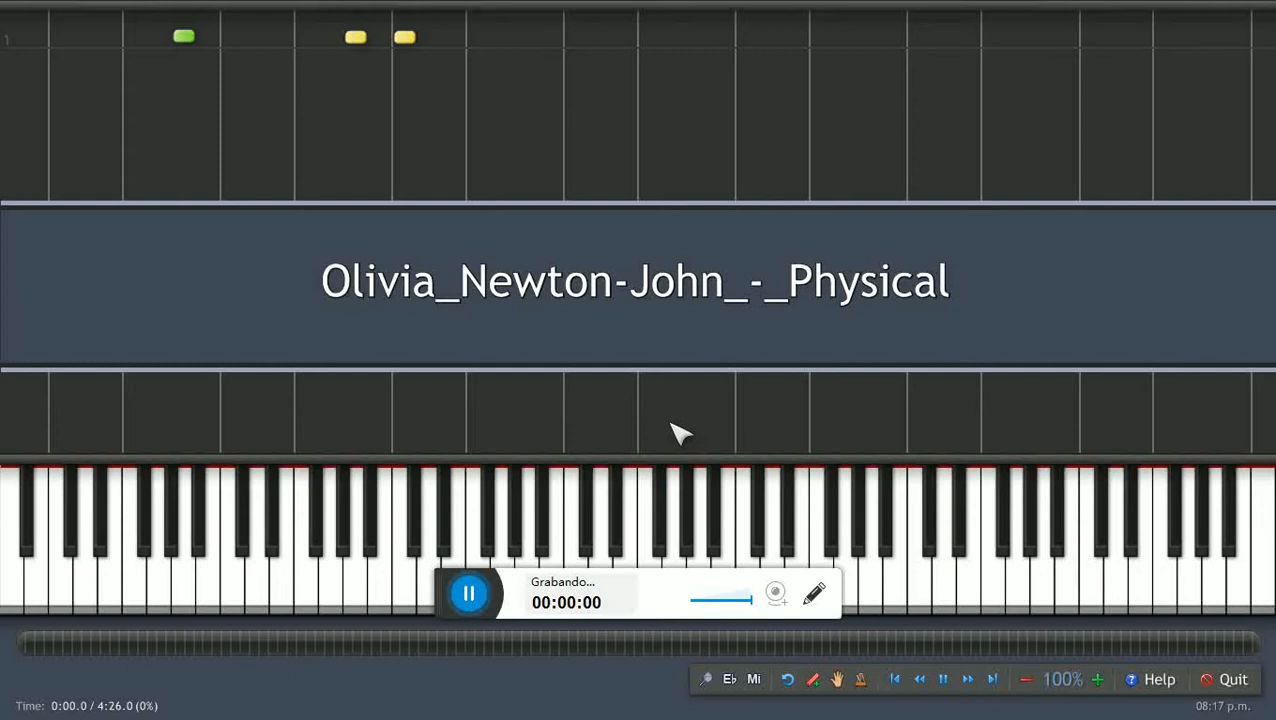 1
Olivia_Newton-John_-_Physical
Grabando...
00:00:00
E♭ Mi 100% Help Quit
Time: 0:00.0 / 4:26.0 (0%) 08:17 p.m.